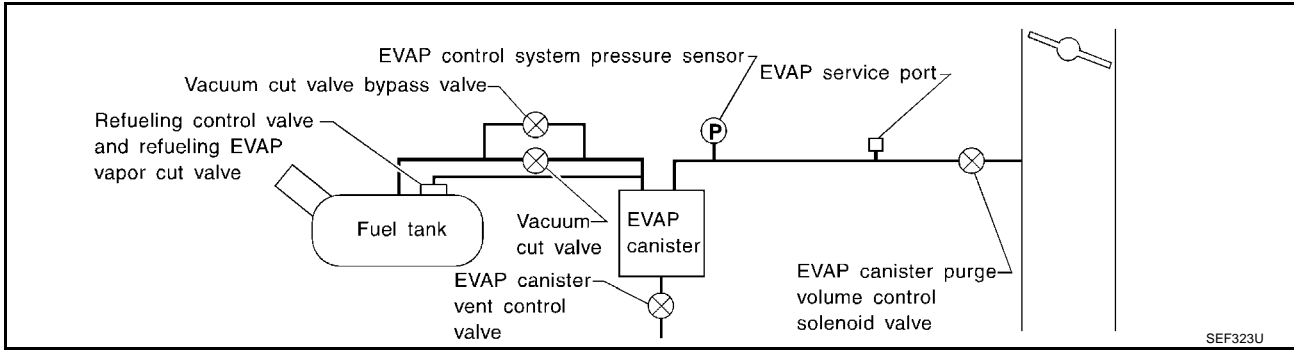 EVAP control system pressure sensor
EVAP service port
Vacuum cut valve bypass valve
Refueling control valve
and refueling EVAP
vapor cut valve
P
Fuel tank
Vacuum
cut valve
EVAP
canister
EVAP canister
vent control
valve
EVAP canister purge
volume control
solenoid valve
SEF323U